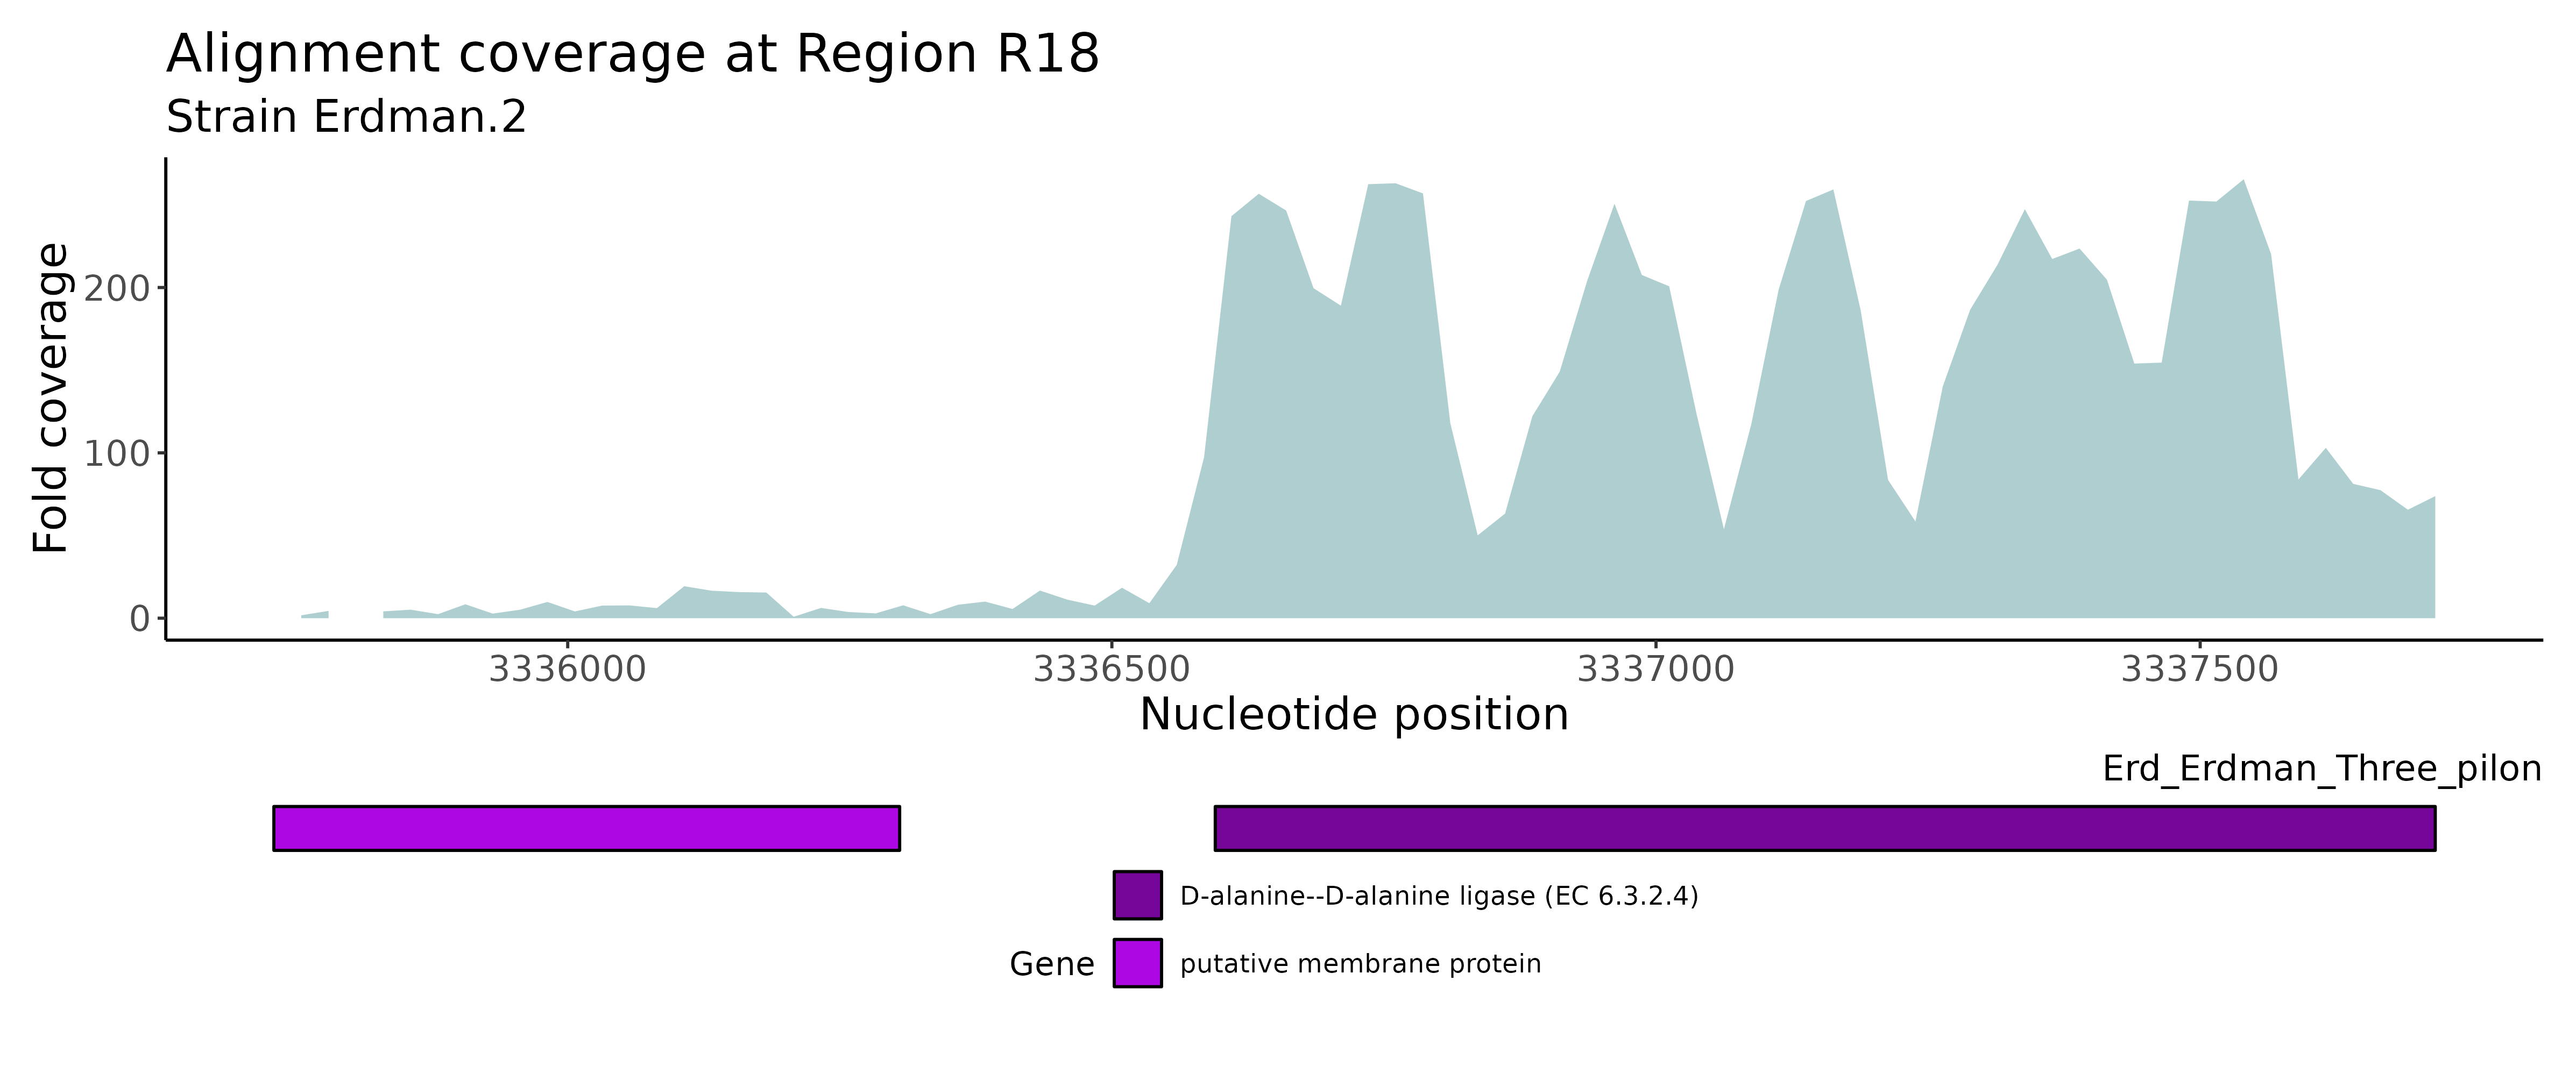 Alignment coverage at Region R18
Strain Erdman.2
Fold coverage
200
100
0
3336000 3336500 3337000 3337500
Nucleotide position
Erd_Erdman_Three_pilon
D-alanine--D-alanine ligase (EC 6.3.2.4)
Gene putative membrane protein